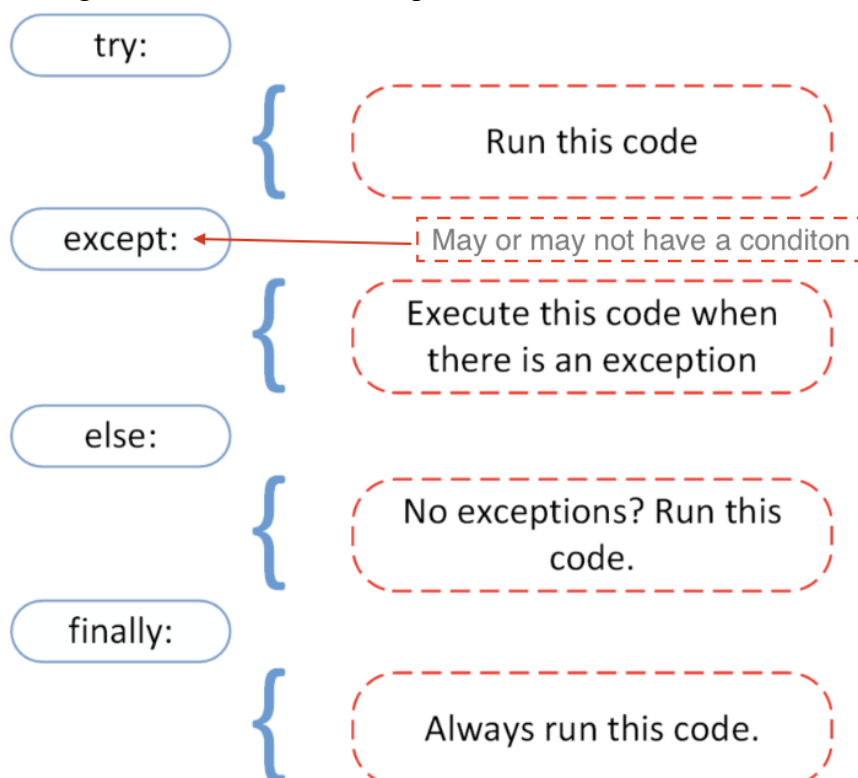 try:
Run this code
except:
May or may not have a conditon
Execute this code when
there is an exception
else:
No exceptions? Run this
code.
finally:
Always run this code.